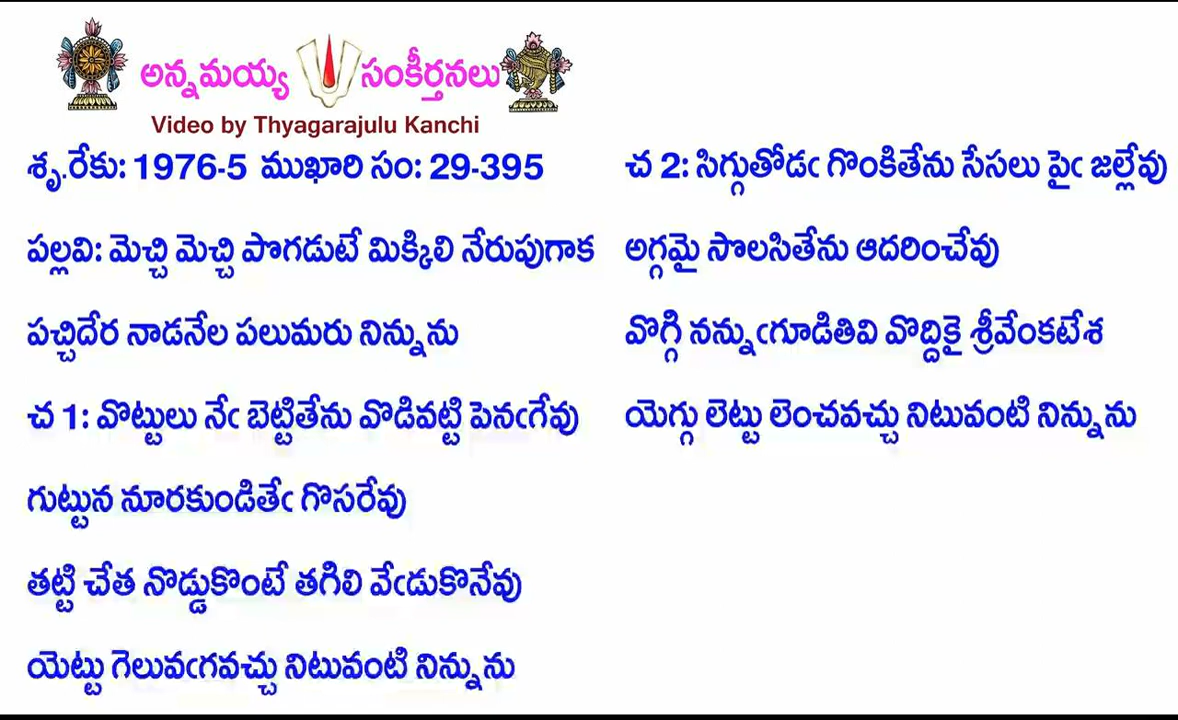 అన్నమయ్య సంకీర్తనలు
Video by Thyagarajulu Kanchi
శృ.రేకు: 1976-5 ముఖారి సం: 29-395
పల్లవి: మెచ్చి మెచ్చి పొగడుటే మిక్కిలి నేరుపుగాక
పచ్చిదేర నాడనేల పలుమరు నిన్నును
చ 1: వొట్టులు నేఁ బెట్టితేను వొడివట్టి పెనఁగేవు
గుట్టున నూరకుండితేఁ గొసరేవు
తట్టి చేత నొడ్డుకొంటే తగిలి వేఁడుకొనేవు
యెట్టు గెలువఁగవచ్చు నిటువంటి నిన్నును
చ 2: సిగ్గుతోడఁ గొంకితేను సేసలు పైఁ జల్లేవు
అగ్గమై సొలసితేను ఆదరించేవు
వొగ్గి నన్నుఁగూడితివి వొద్దికై శ్రీవేంకటేశ
యెగ్గు లెట్టు లెంచవచ్చు నిటువంటి నిన్నును